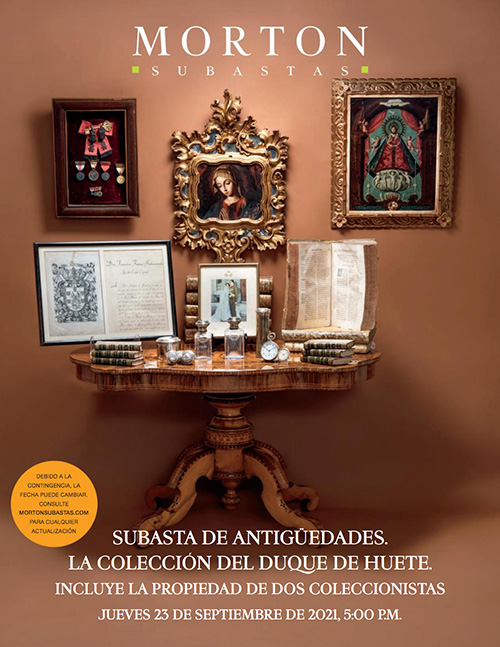 MORTON
SUBASTAS
DEBIDO A LA
CONTINGENCIA, LA
FECHA PUEDE CAMBIAR.
CONSULTE
MORTONSUBASTAS.COM
PARA CUALQUIER
ACTUALIZACIÓN
SUBASTA DE ANTIGÜEDADES.
LA COLECCIÓN DEL DUQUE DE HUETE.
INCLUYE LA PROPIEDAD DE DOS COLECCIONISTAS
JUEVES 23 DE SEPTIEMBRE DE 2021, 5:00 P.M.